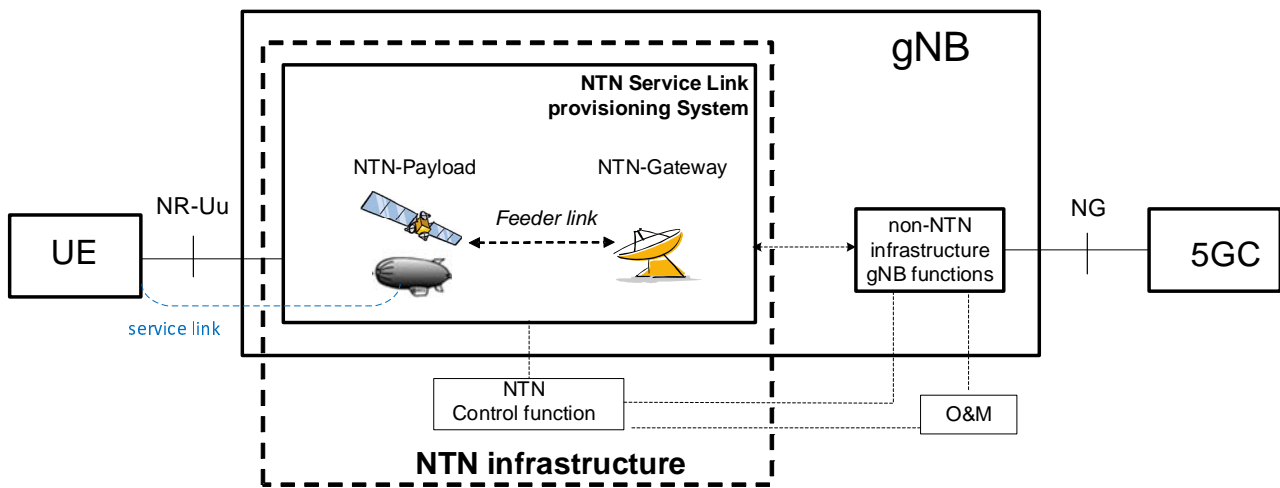 gNB
NTN Service Link
provisioning System
NTN-Payload
NTN-Gateway
NR-Uu
Feeder link
NG
UE
non-NTN
infrastructure
gNB functions
5GC
service link
NTN
Control function
O&M
NTN infrastructure